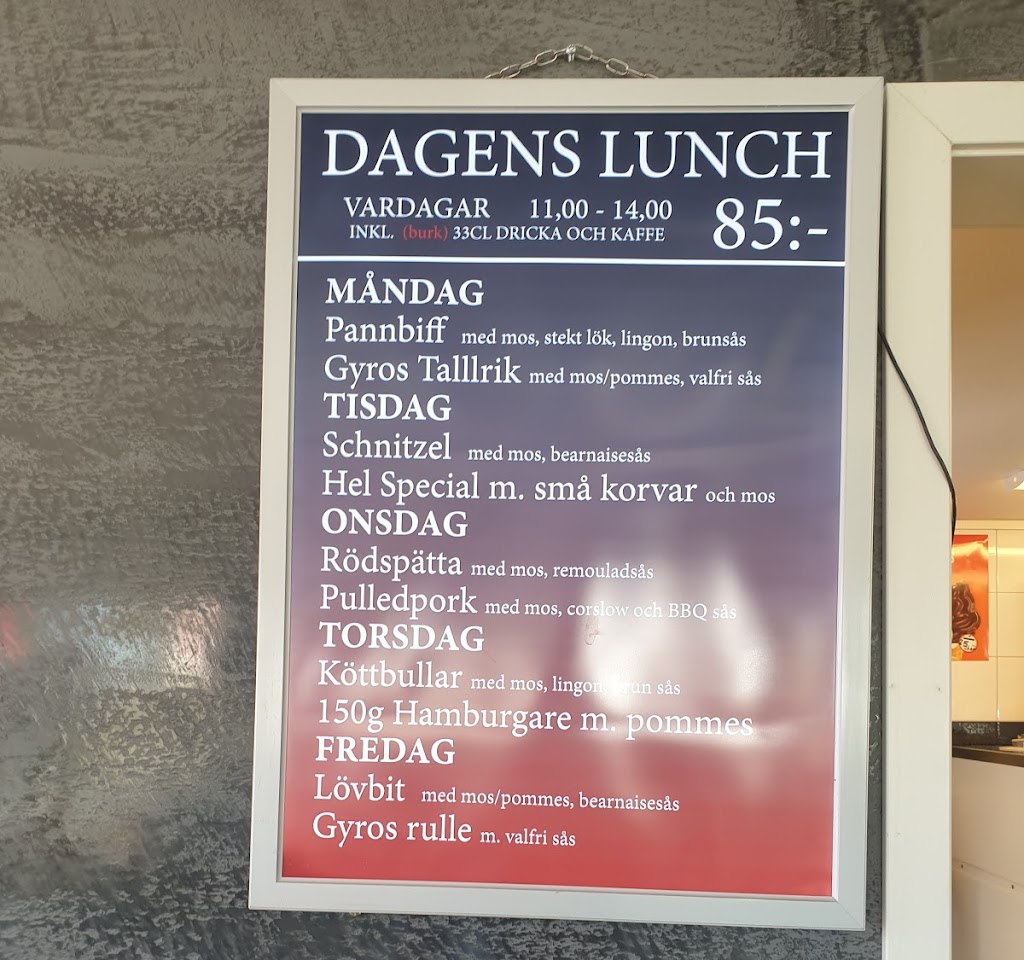 DAGENS LUNCH
VARDAGAR 11,00 - 14,00 85:-
INKL. (burk) 33CL DRICKA OCH KAFFE
MÅNDAG
Pannbiff med mos, stekt lök, lingon, brunsås
Gyros Talllrik med mos/pommes, valfri sås
TISDAG
Schnitzel med mos, bearnaisesås
Hel Special m. små korvar och mos
ONSDAG
Rödspätta med mos, remouladsås
Pulledpork med mos, corslow och BBQ sås
TORSDAG
Köttbullar med mos, lingon, brun sås
150g Hamburgare m. pommes
FREDAG
Lövbit med mos/pommes, bearnaisesås
Gyros rulle m. valfri sås